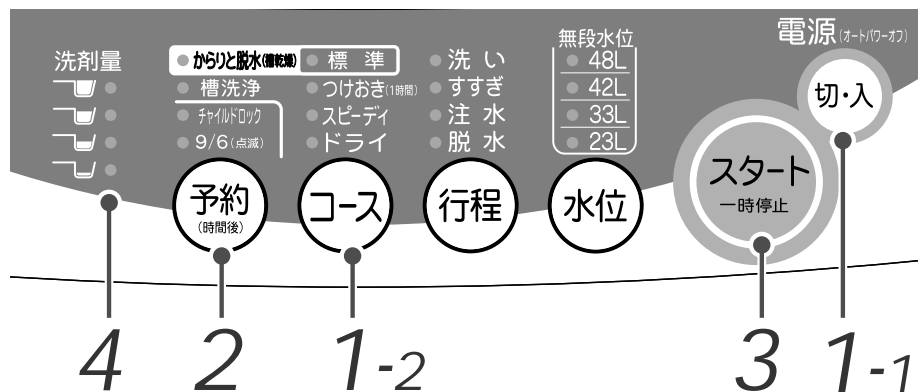 電源(オートパワーオフ)
切・入
洗剤量
からりと脱水(槽乾燥)
槽洗浄
チャイルドロック
9/6(点滅)
標準
つけおき(1時間)
スピーディ
ドライ
洗い
すすぎ
注水
脱水
無段水位
48L
42L
33L
23L
予約
(時間後)
コース
行程
水位
スタート
一時停止
4
2
1-2
3
1-1